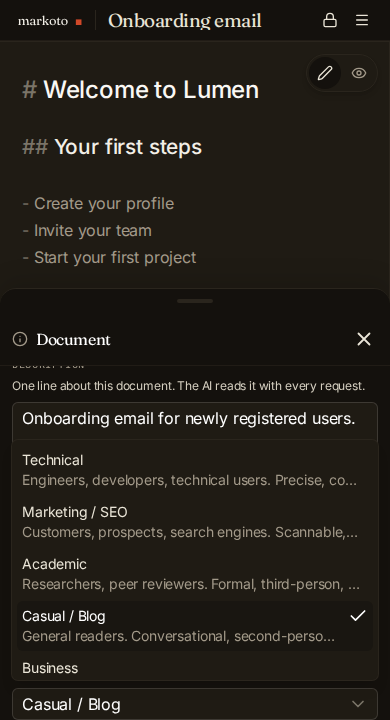 markoto
Onboarding email
# Welcome to Lumen
## Your first steps
- Create your profile
- Invite your team
- Start your first project
Document
DESCRIPTION
One line about this document. The AI reads it with every request.
Onboarding email for newly registered users.
Technical
Engineers, developers, technical users. Precise, co...
Marketing / SEO
Customers, prospects, search engines. Scannable,...
Academic
Researchers, peer reviewers. Formal, third-person, ...
Casual / Blog
General readers. Conversational, second-perso...
Business
Casual / Blog